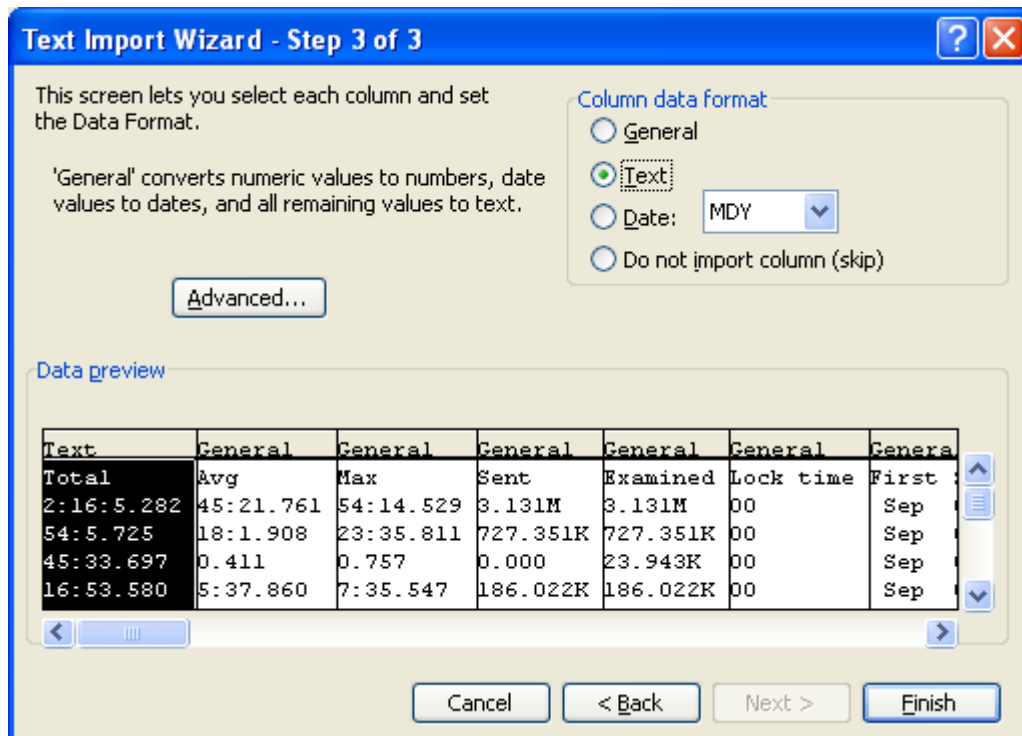 Text Import Wizard - Step 3 of 3
This screen lets you select each column and set
the Data Format.
'General' converts numeric values to numbers, date
values to dates, and all remaining values to text.
Advanced...
Column data format
General
Text
Date: MDY
Do not import column (skip)
Data preview
Text General General General General General Genera
Total Avg Max Sent Examined Lock time First
2:16:5.282 45:21.761 54:14.529 3.131M 3.131M 00 Sep
54:5.725 18:1.908 23:35.811 727.351K 727.351K 00 Sep
45:33.697 0.411 0.757 0.000 23.943K 00 Sep
16:53.580 5:37.860 7:35.547 186.022K 186.022K 00 Sep
Cancel < Back Next > Finish